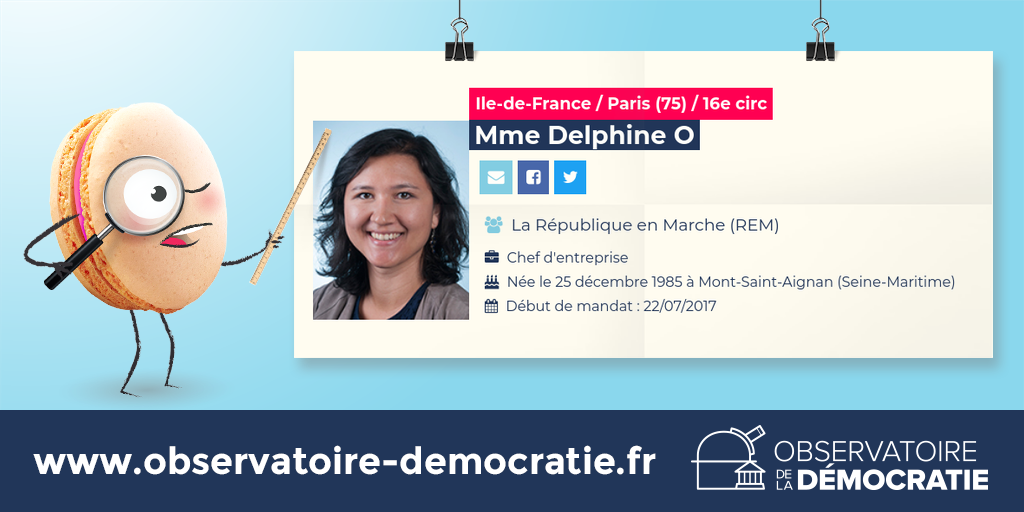 Ile-de-France / Paris (75) / 16e circ
Mme Delphine O
La République en Marche (REM)
Chef d'entreprise
Née le 25 décembre 1985 à Mont-Saint-Aignan (Seine-Maritime)
Début de mandat : 22/07/2017
www.observatoire-democratie.fr
OBSERVATOIRE
DE LA DÉMOCRATIE